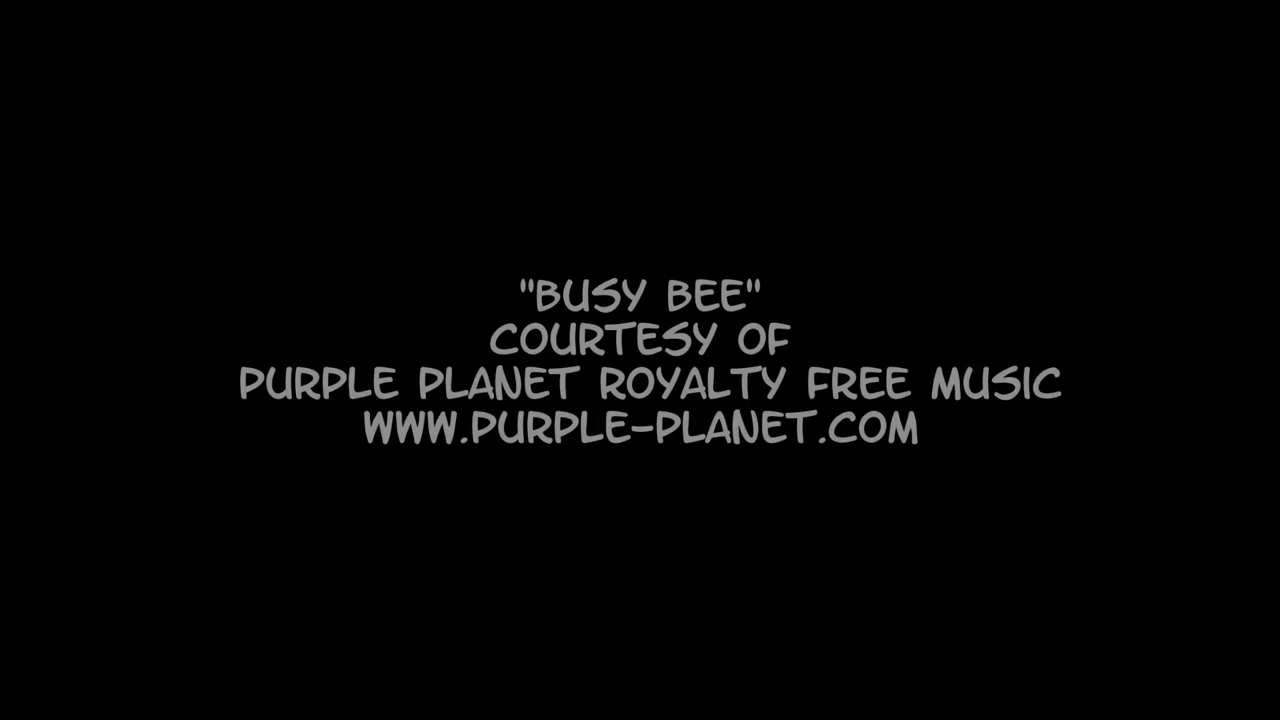 "BUSY BEE"
COURTESY OF
PURPLE PLANET ROYALTY FREE MUSIC
WWW.PURPLE-PLANET.COM